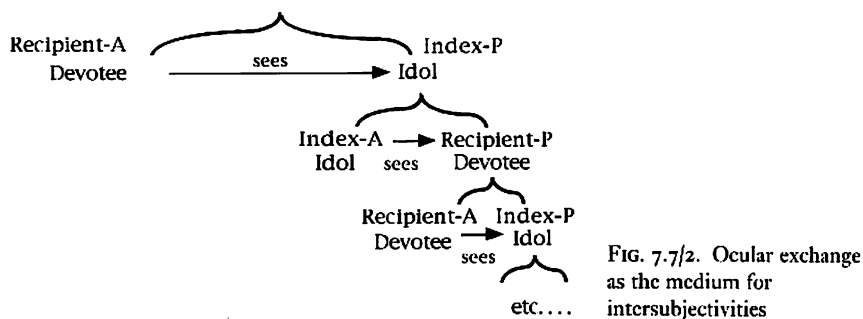 Recipient-A Index-P
Devotee sees Idol
Index-A Recipient-P
Idol sees Devotee
Recipient-A Index-P
Devotee sees Idol
etc....
FIG. 7.7/2. Ocular exchange
as the medium for
intersubjectivities